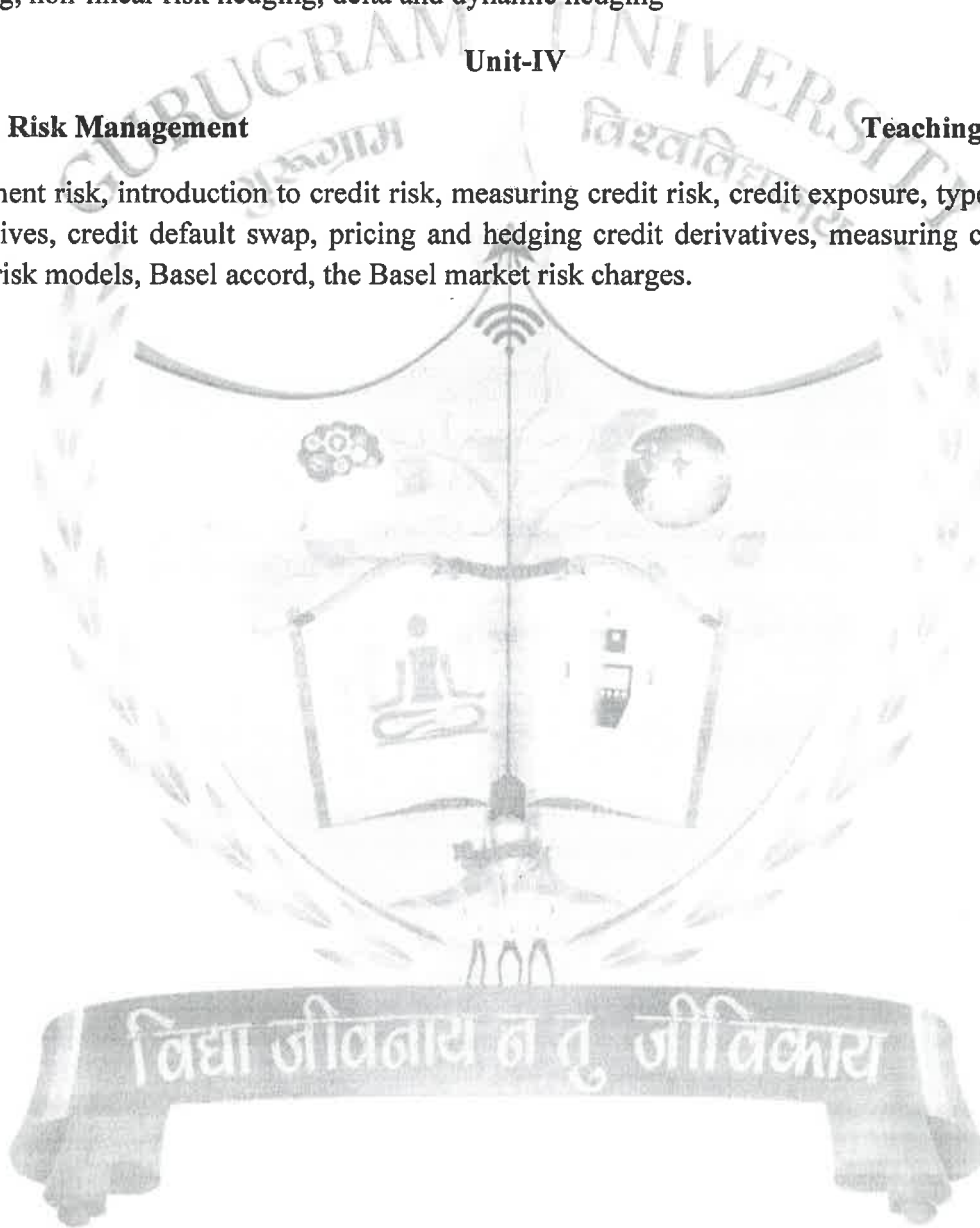 non-linear risk hedging, delta and dynamic hedging
Unit-IV
GURUGRAM UNIVERSITY
Risk Management Teaching
गुरूग्राम विश्वविद्यालय
ment risk, introduction to credit risk, measuring credit risk, credit exposure, type
ives, credit default swap, pricing and hedging credit derivatives, measuring c
risk models, Basel accord, the Basel market risk charges.
विद्या जीवनाय न तु जीविकाय